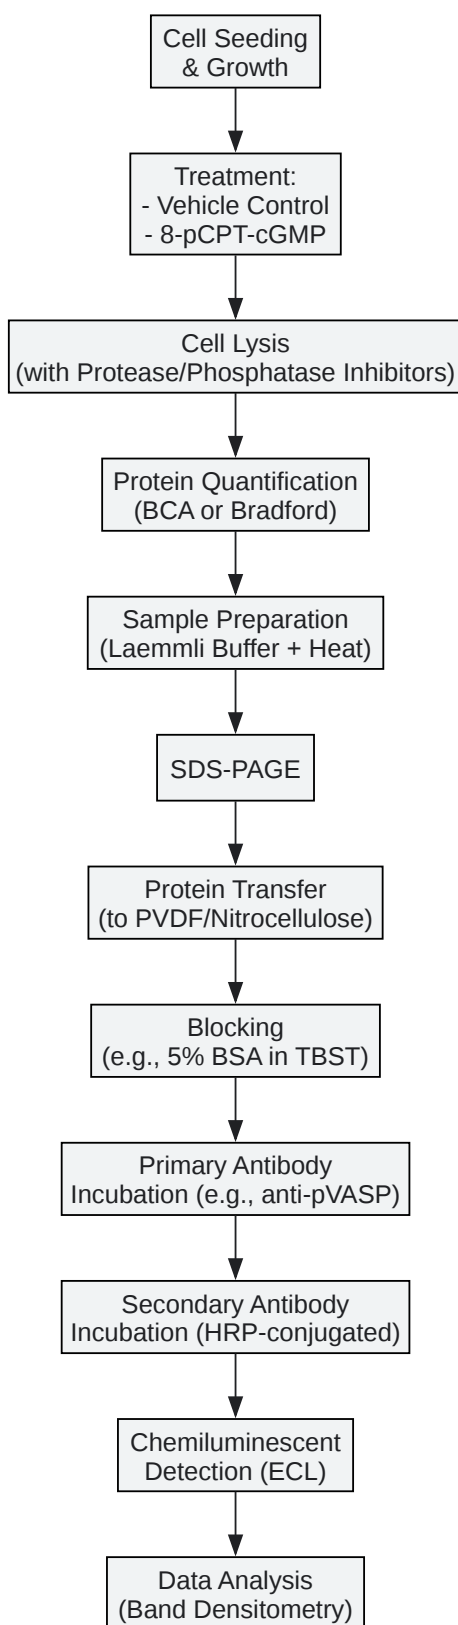 Cell Seeding
& Growth
Treatment:
- Vehicle Control
- 8-pCPT-cGMP
Cell Lysis
(with Protease/Phosphatase Inhibitors)
Protein Quantification
(BCA or Bradford)
Sample Preparation
(Laemmli Buffer + Heat)
SDS-PAGE
Protein Transfer
(to PVDF/Nitrocellulose)
Blocking
(e.g., 5% BSA in TBST)
Primary Antibody
Incubation (e.g., anti-pVASP)
Secondary Antibody
Incubation (HRP-conjugated)
Chemiluminescent
Detection (ECL)
Data Analysis
(Band Densitometry)